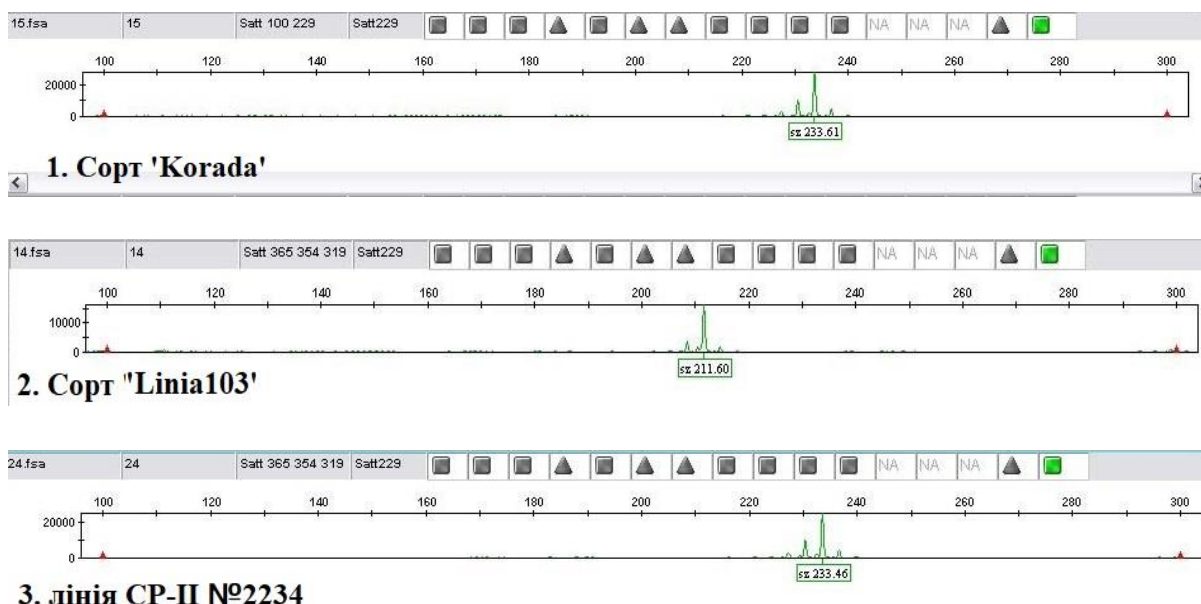 15.fsa 15 Satt 100 229 Satt229 NA NA NA
100 120 140 160 180 200 220 240 260 300
20000
0
sz 233.61
1. Сорт 'Korada'
14.fsa 14 Satt 365 354 319 Satt229 NA NA NA
100 120 140 160 180 200 220 240 260 280 300
10000
0
sz 211.60
2. Сорт "Linia103'
24.fsa 24 Satt 365 354 319 Satt229 NA NA NA
100 120 140 160 180 200 220 240 260 280 300
20000
0
sz 233.46
3. лінія СР-ІІ №2234